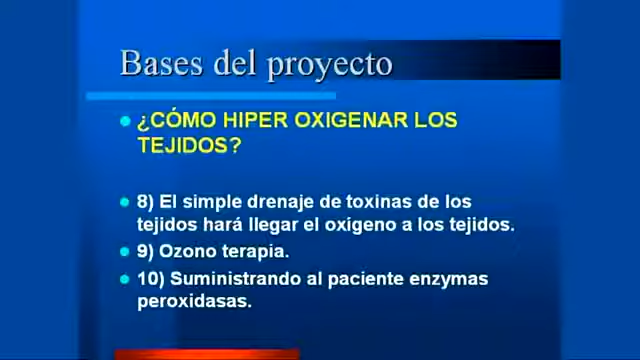 Bases del proyecto
¿CÓMO HIPER OXIGENAR LOS
TEJIDOS?
8) El simple drenaje de toxinas de los
tejidos hará llegar el oxígeno a los tejidos.
9) Ozono terapia.
10) Suministrando al paciente enzymas
peroxidasas.